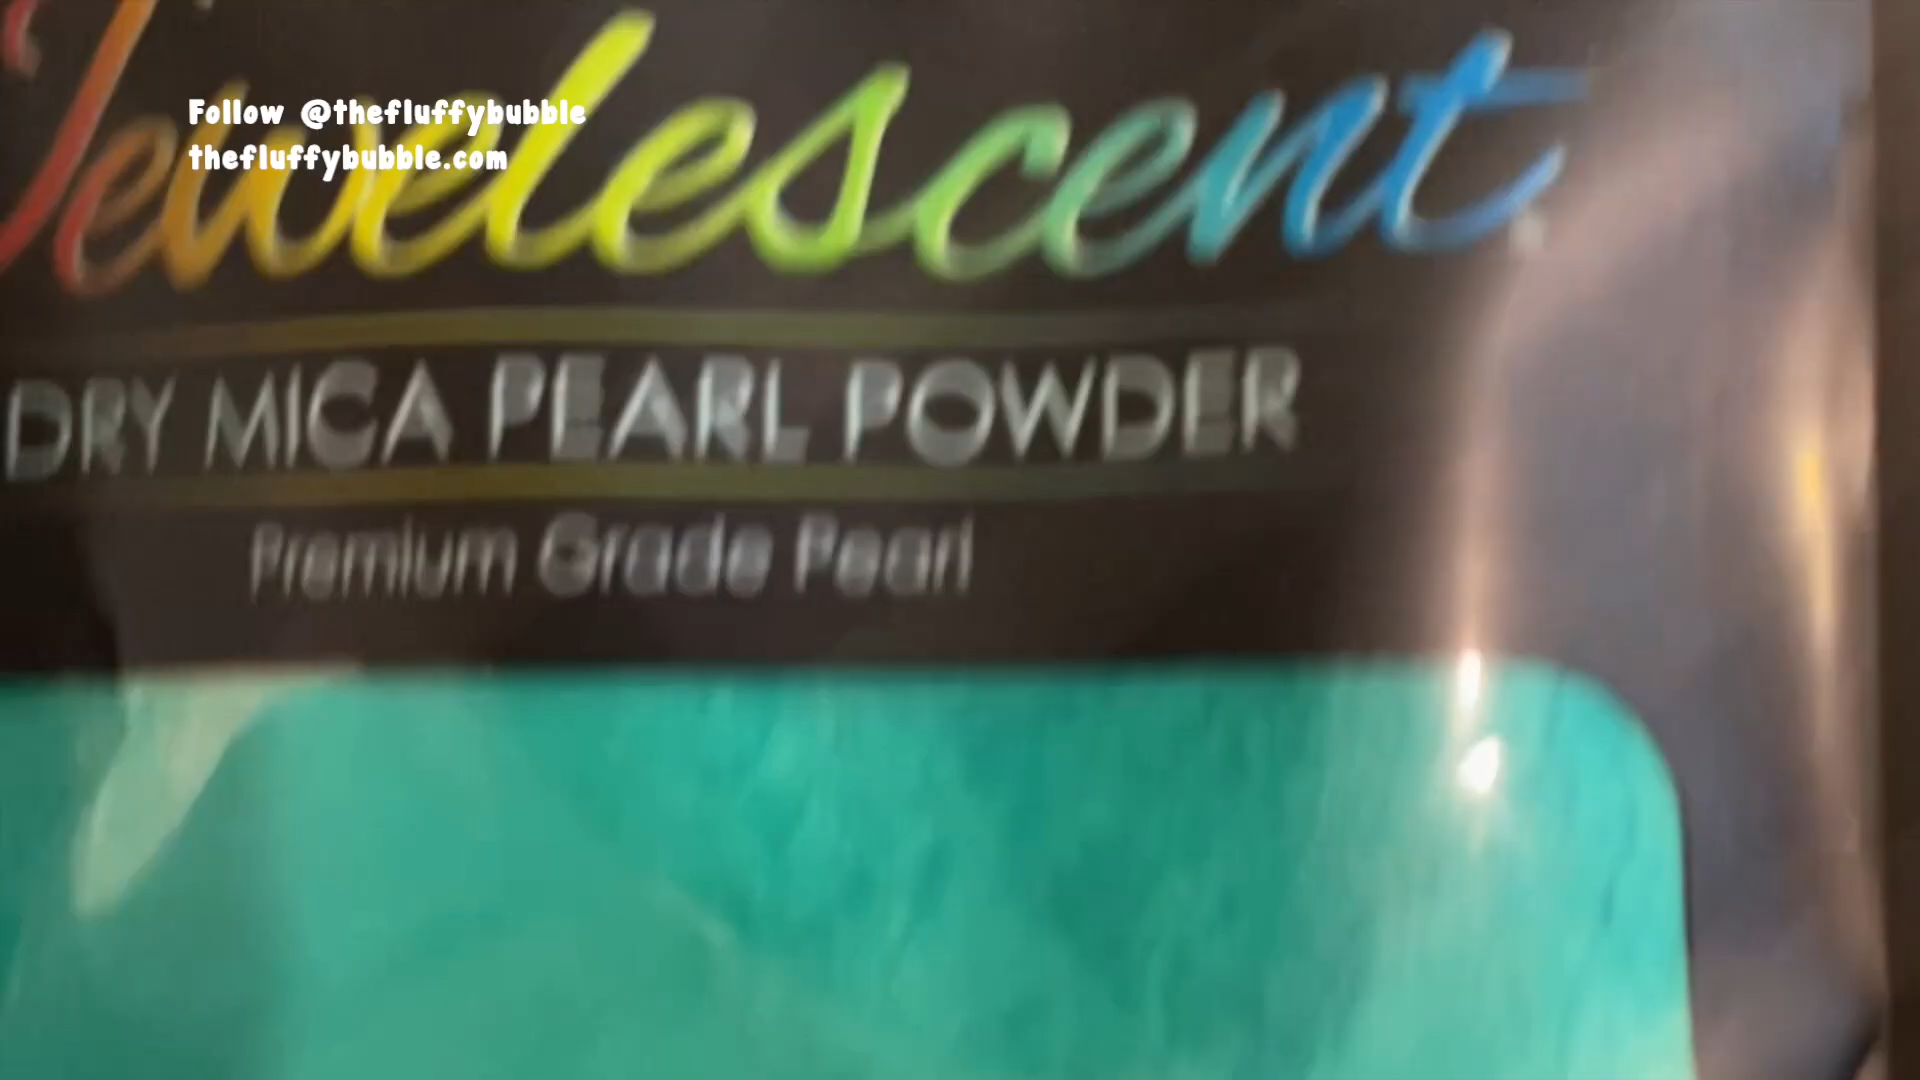 Jewelescent
Follow @thefluffybubble
thefluffybubble.com
DRY MICA PEARL POWDER
Premium Grade Pearl